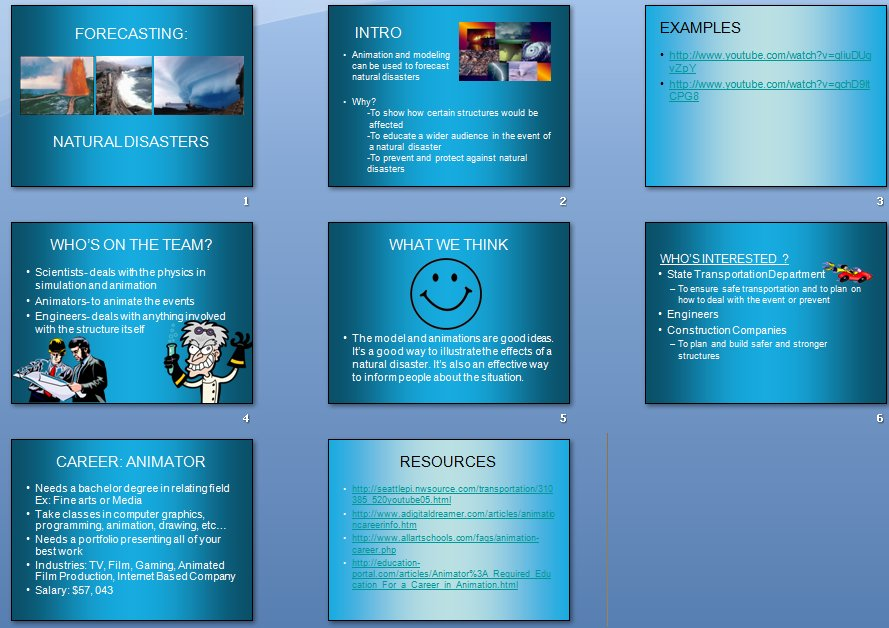 FORECASTING:
NATURAL DISASTERS
1
INTRO
• Animation and modeling
can be used to forecast
natural disasters
• Why?
-To show how certain structures would be
affected
-To educate a wider audience in the event of
a natural disaster
-To prevent and protect against natural
disasters
2
EXAMPLES
• http://www.youtube.com/watch?v=qliuDUg
vZpY
• http://www.youtube.com/watch?v=qchD9lt
CPG8
3
WHO'S ON THE TEAM?
• Scientists- deals with the physics in
simulation and animation
• Animators- to animate the events
• Engineers- deals with anything involved
with the structure itself
4
WHAT WE THINK
• The model and animations are good ideas.
It's a good way to illustrate the effects of a
natural disaster. It's also an effective way
to inform people about the situation.
5
WHO'S INTERESTED ?
• State Transportation Department
– To ensure safe transportation and to plan on
how to deal with the event or prevent
• Engineers
• Construction Companies
– To plan and build safer and stronger
structures
6
CAREER: ANIMATOR
• Needs a bachelor degree in relating field
Ex: Fine arts or Media
• Take classes in computer graphics,
programming, animation, drawing, etc…
• Needs a portfolio presenting all of your
best work
• Industries: TV, Film, Gaming, Animated
Film Production, Internet Based Company
• Salary: $57, 043
RESOURCES
• http://seattlepi.nwsource.com/transportation/310
385_520youtube05.html
• http://www.adigitaldreamer.com/articles/animatio
ncareerinfo.htm
• http://www.allartschools.com/faqs/animation-
career.php
• http://education-
portal.com/articles/Animator%3A_Required_Edu
cation_For_a_Career_in_Animation.html